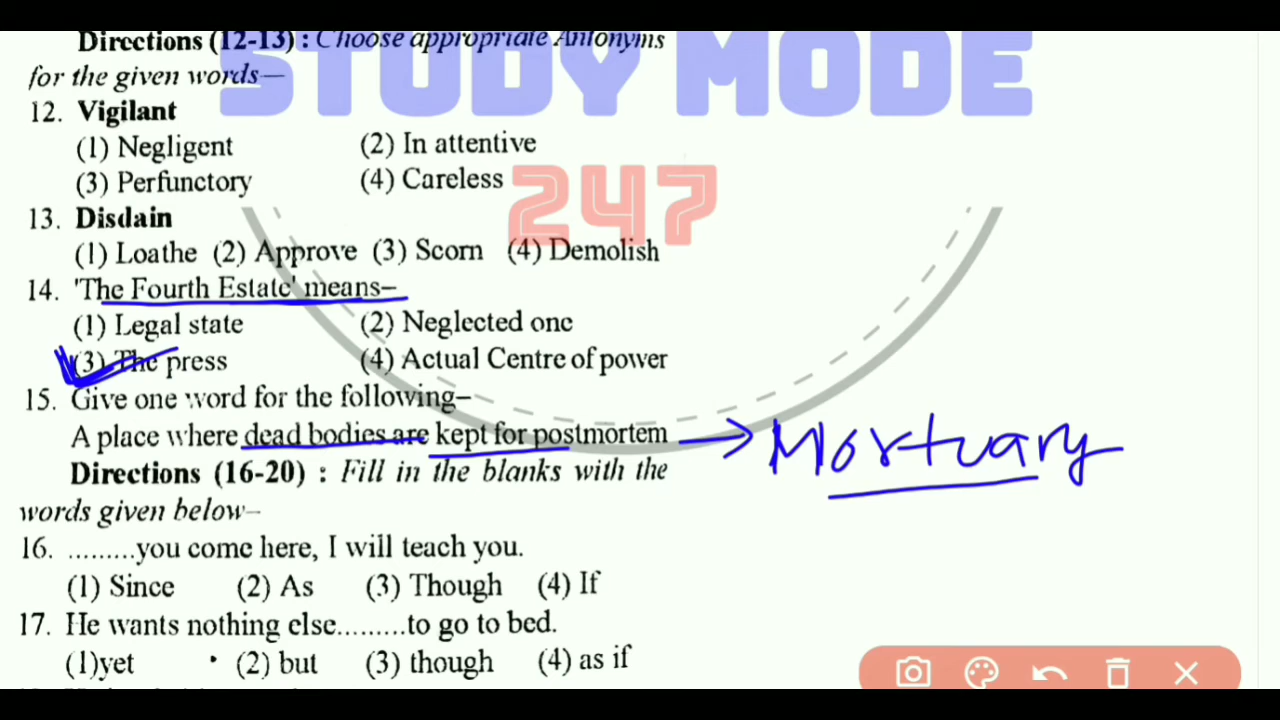 Directions (12-13) : Choose appropriate Antonyms
for the given words—
STUDY MODE
247
12. Vigilant
(1) Negligent (2) In attentive
(3) Perfunctory (4) Careless
13. Disdain
(1) Loathe (2) Approve (3) Scorn (4) Demolish
14. 'The Fourth Estate' means–
(1) Legal state (2) Neglected one
(3) The press (4) Actual Centre of power
15. Give one word for the following–
A place where dead bodies are kept for postmortem → Mortuary
Directions (16-20) : Fill in the blanks with the
words given below–
16. .........you come here, I will teach you.
(1) Since (2) As (3) Though (4) If
17. He wants nothing else.........to go to bed.
(1)yet (2) but (3) though (4) as if